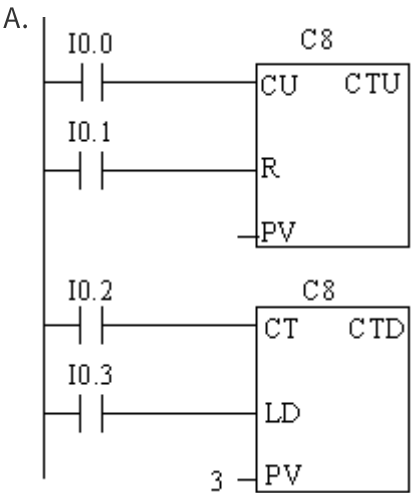 A.
I0.0
C8
CU CTU
I0.1
R
PV
I0.2
C8
CT CTD
I0.3
LD
3 PV